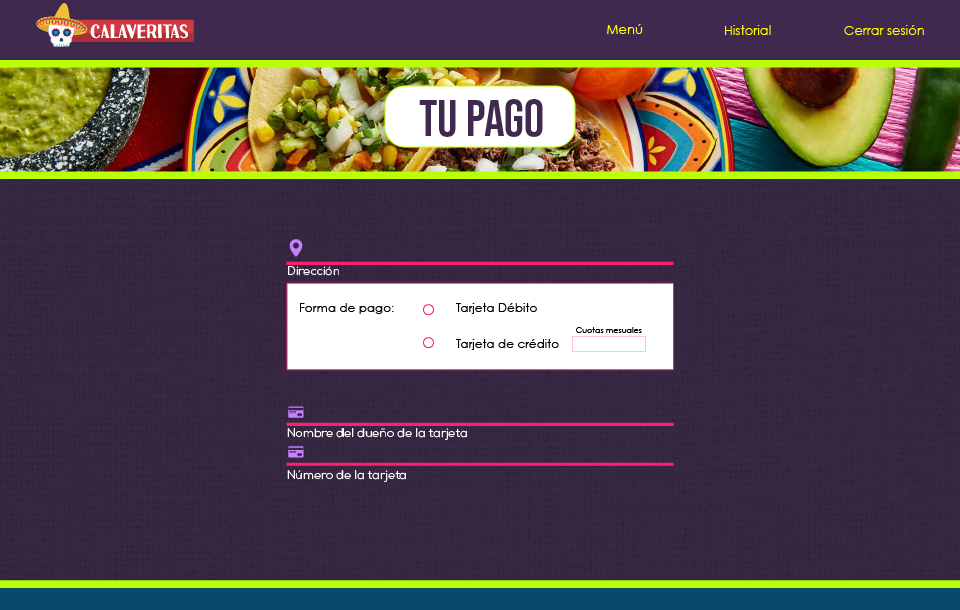 CALAVERITAS
Menú
Historial
Cerrar sesión
TU PAGO
Dirección
Forma de pago:
Tarjeta Débito
Cuotas mesuales
Tarjeta de crédito
Nombre del dueño de la tarjeta
Número de la tarjeta